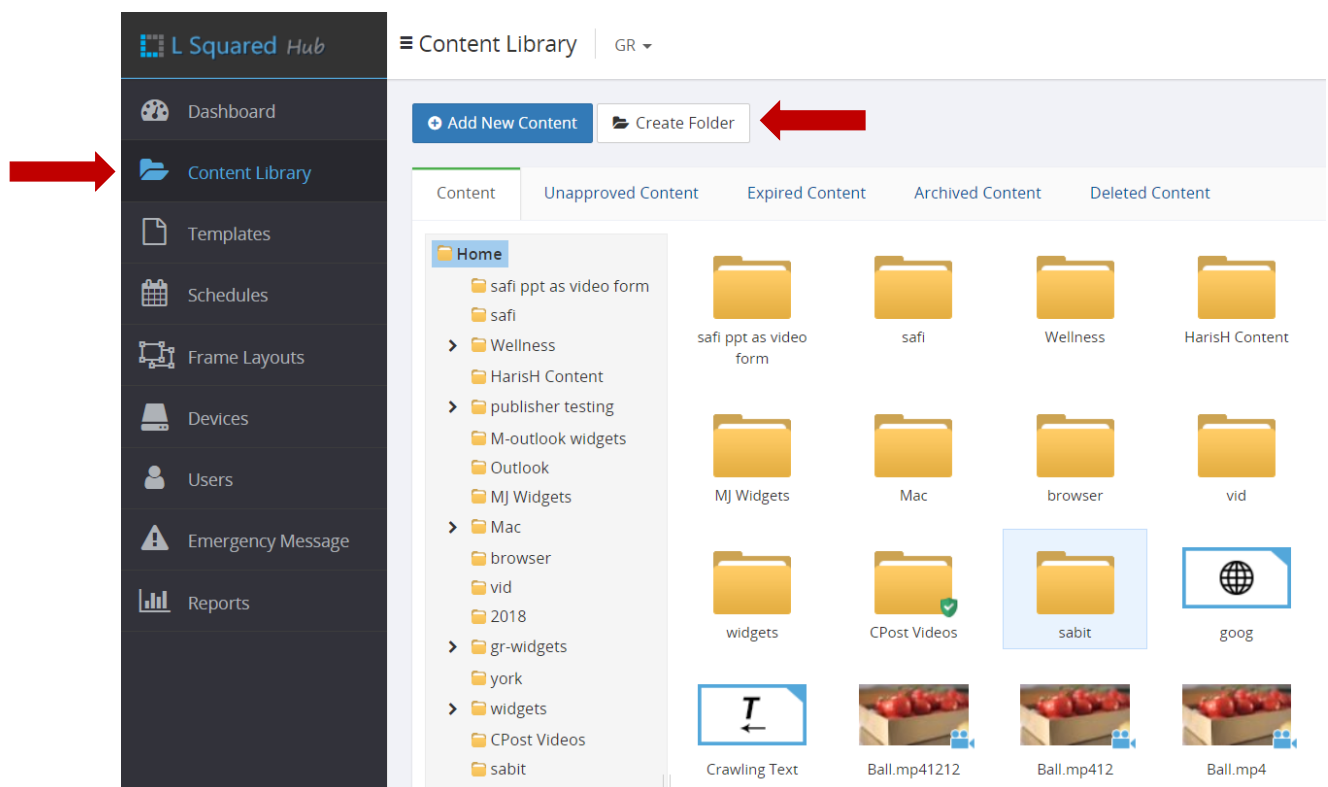 L Squared Hub
Content Library
GR
Dashboard
Content Library
Templates
Schedules
Frame Layouts
Devices
Users
Emergency Message
Reports
Add New Content
Create Folder
Content
Unapproved Content
Expired Content
Archived Content
Deleted Content
Home
safi ppt as video form
safi
Wellness
HarisH Content
publisher testing
M-outlook widgets
Outlook
MJ Widgets
Mac
browser
vid
2018
gr-widgets
york
widgets
CPost Videos
sabit
safi ppt as video
form
safi
Wellness
HarisH Content
MJ Widgets
Mac
browser
vid
widgets
CPost Videos
sabit
goog
T
Crawling Text
Ball.mp41212
Ball.mp412
Ball.mp4